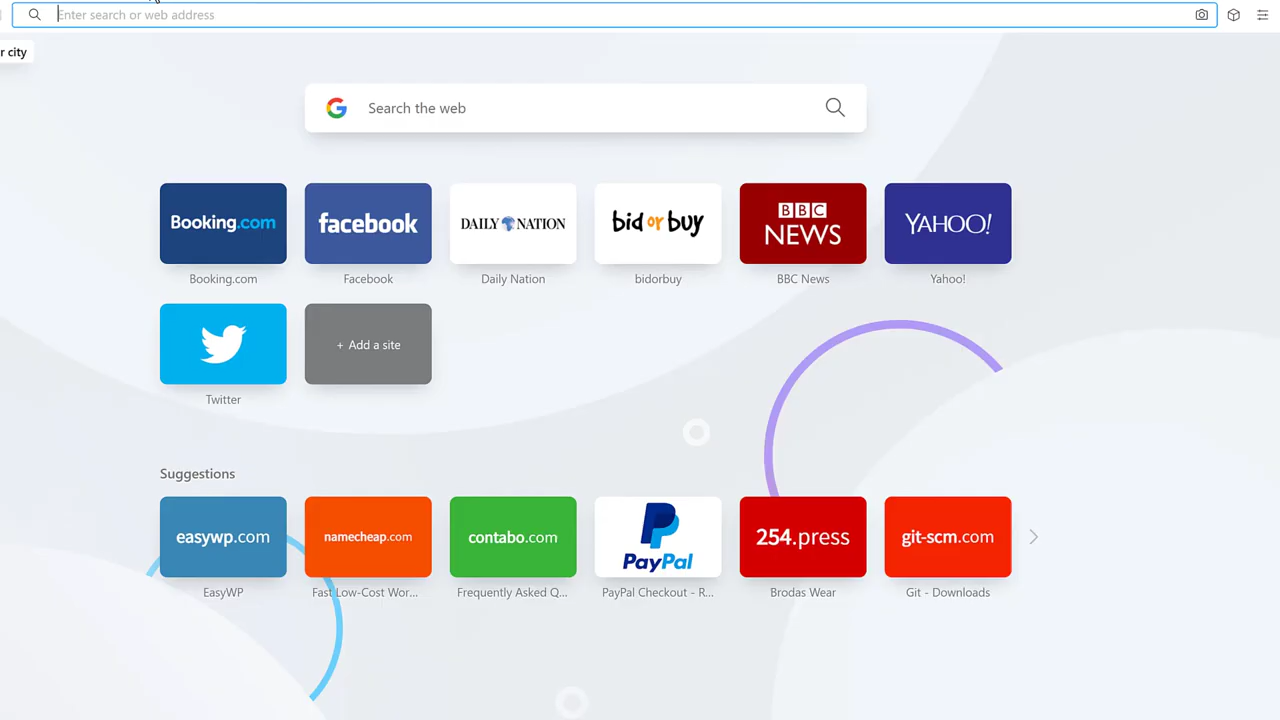 Enter search or web address
r city
Search the web
Booking.com
facebook
DAILY NATION
bid or buy
BBC NEWS
YAHOO!
Booking.com
Facebook
Daily Nation
bidorbuy
BBC News
Yahoo!
+ Add a site
Twitter
Suggestions
easywp.com
namecheap.com
contabo.com
PayPal
254.press
git-scm.com
EasyWP
Fast Low-Cost Wor...
Frequently Asked Q...
PayPal Checkout - R...
Brodas Wear
Git - Downloads